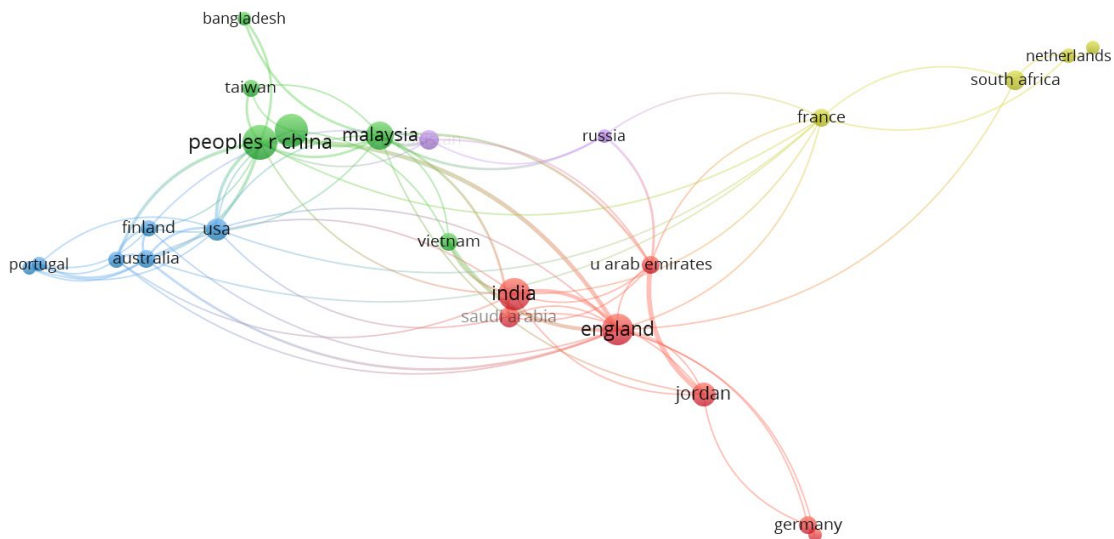 bangladesh
taiwan
peoples r china
malaysia
russia
france
netherlands
south africa
finland
usa
portugal
australia
vietnam
u arab emirates
india
saudi arabia
england
jordan
germany